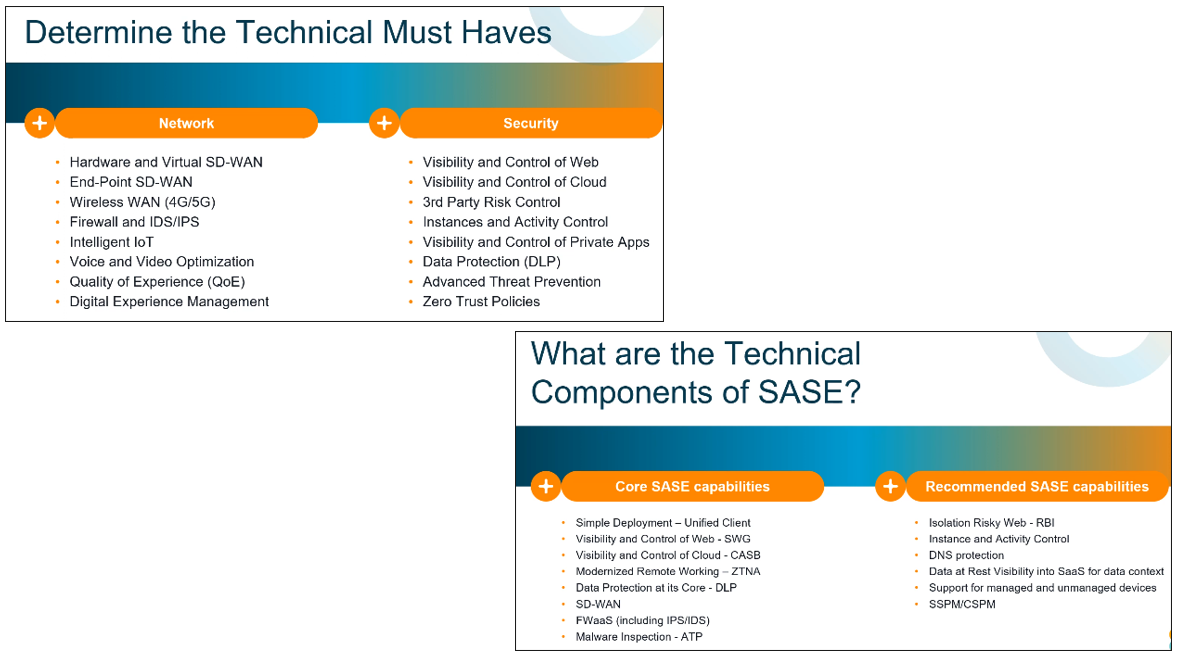 Determine the Technical Must Haves
Network
Hardware and Virtual SD-WAN
End-Point SD-WAN
Wireless WAN (4G/5G)
Firewall and IDS/IPS
Intelligent IoT
Voice and Video Optimization
Quality of Experience (QoE)
Digital Experience Management
Security
Visibility and Control of Web
Visibility and Control of Cloud
3rd Party Risk Control
Instances and Activity Control
Visibility and Control of Private Apps
Data Protection (DLP)
Advanced Threat Prevention
Zero Trust Policies
What are the Technical
Components of SASE?
Core SASE capabilities
Simple Deployment – Unified Client
Visibility and Control of Web - SWG
Visibility and Control of Cloud - CASB
Modernized Remote Working – ZTNA
Data Protection at its Core - DLP
SD-WAN
FWaaS (including IPS/IDS)
Malware Inspection - ATP
Recommended SASE capabilities
Isolation Risky Web - RBI
Instance and Activity Control
DNS protection
Data at Rest Visibility into SaaS for data context
Support for managed and unmanaged devices
SSPM/CSPM